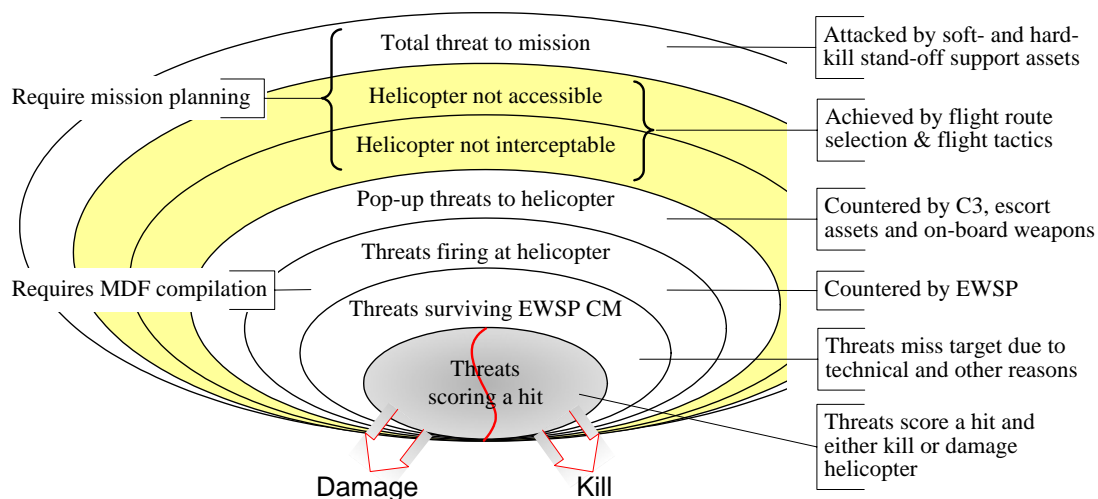 Total threat to mission
Attacked by soft- and hard-
kill stand-off support assets
Require mission planning
Helicopter not accessible
Helicopter not interceptable
Achieved by flight route
selection & flight tactics
Pop-up threats to helicopter
Countered by C3, escort
assets and on-board weapons
Threats firing at helicopter
Requires MDF compilation
Countered by EWSP
Threats surviving EWSP CM
Threats miss target due to
technical and other reasons
Threats
scoring a hit
Threats score a hit and
either kill or damage
helicopter
Damage
Kill